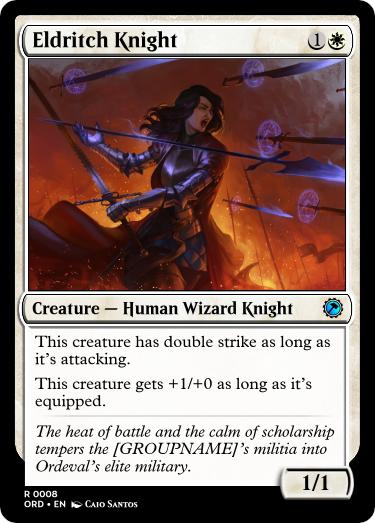 Eldritch Knight 1
Creature — Human Wizard Knight
This creature has double strike as long as
it's attacking.
This creature gets +1/+0 as long as it's
equipped.
The heat of battle and the calm of scholarship
tempers the [GROUPNAME]'s militia into
Ordeval's elite military.
1/1
R 0008
ORD • EN Caio Santos